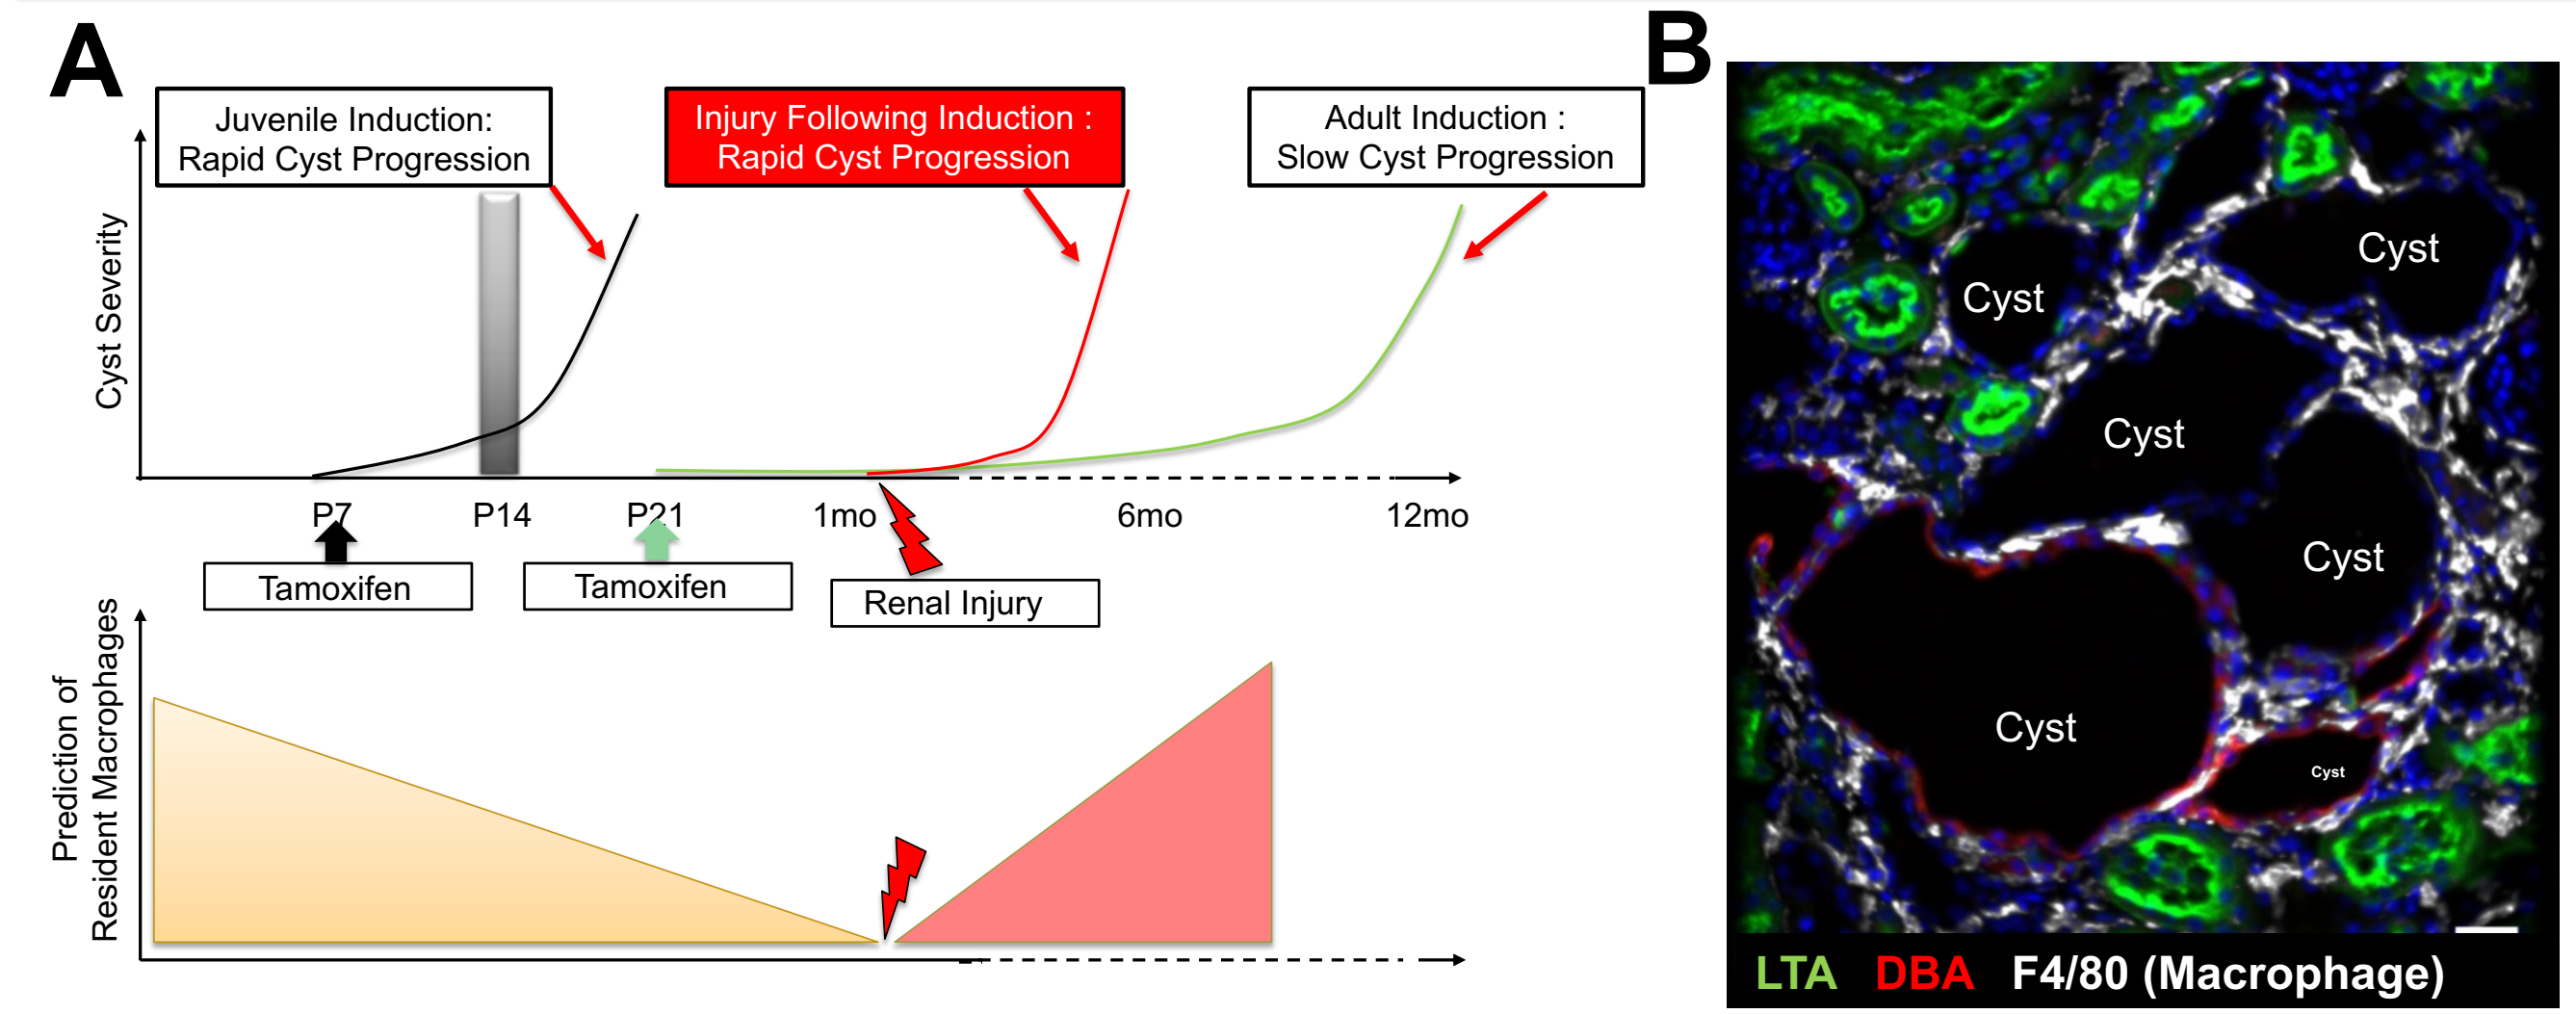 A
Juvenile Induction:
Rapid Cyst Progression
Injury Following Induction :
Rapid Cyst Progression
Adult Induction :
Slow Cyst Progression
Cyst Severity
P7
P14
P21
1mo
6mo
12mo
Tamoxifen
Tamoxifen
Renal Injury
Prediction of
Resident Macrophages
B
Cyst
Cyst
Cyst
Cyst
Cyst
Cyst
LTA DBA F4/80 (Macrophage)